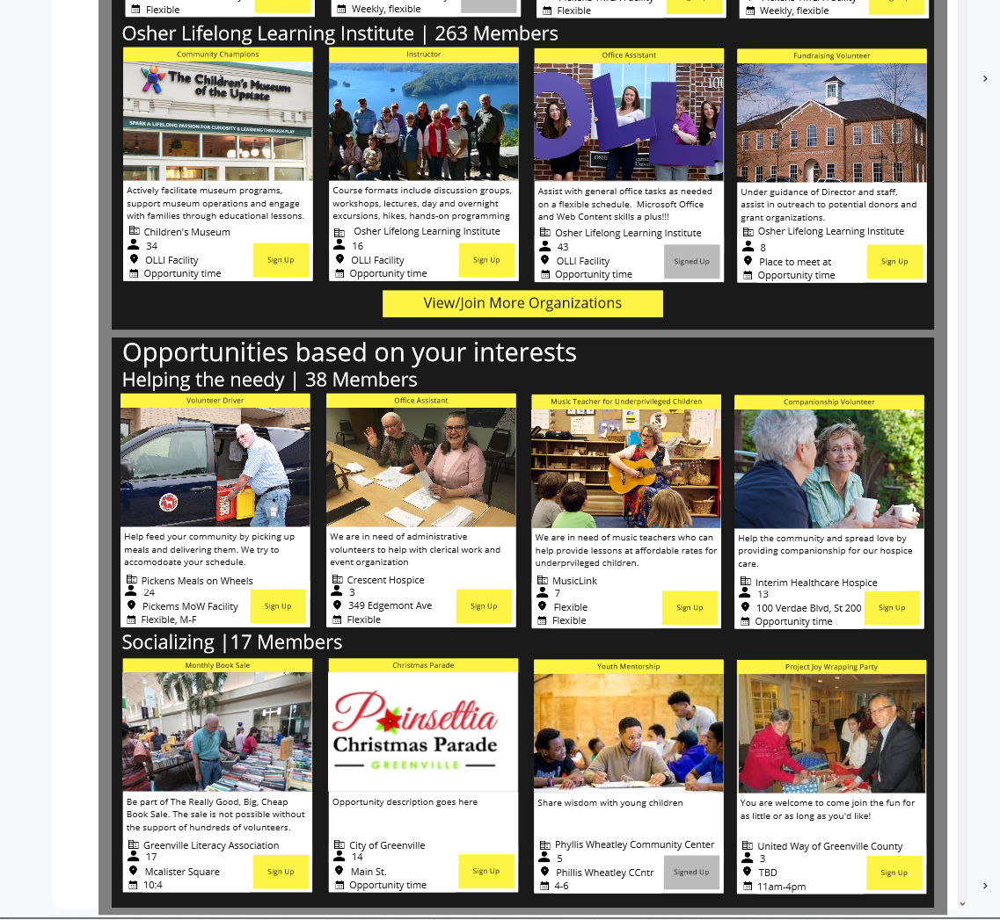 Flexible
Weekly, flexible
Flexible
Weekly, flexible
Osher Lifelong Learning Institute | 263 Members
Community Champions
The Children's Museum
of the Upstate
SPARK A LIFELONG PASSION FOR CURIOSITY & LEARNING THROUGH PLAY
Actively facilitate museum programs,
support museum operations and engage
with families through educational lessons.
Children's Museum
34
OLLI Facility
Opportunity time
Sign Up
Instructor
Course formats include discussion groups,
workshops, lectures, day and overnight
excursions, hikes, hands-on programming
Osher Lifelong Learning Institute
16
OLLI Facility
Opportunity time
Sign Up
Office Assistant
OLL
OSHE
Assist with general office tasks as needed
on a flexible schedule. Microsoft Office
and Web Content skills a plus!!!
Osher Lifelong Learning Institute
43
OLLI Facility
Opportunity time
Signed Up
Fundraising Volunteer
Under guidance of Director and staff,
assist in outreach to potential donors and
grant organizations.
Osher Lifelong Learning Institute
8
Place to meet at
Opportunity time
Sign Up
View/Join More Organizations
Opportunities based on your interests
Helping the needy | 38 Members
Volunteer Driver
Help feed your community by picking up
meals and delivering them. We try to
accomodoate your schedule.
Pickens Meals on Wheels
24
Pickems MoW Facility
Flexible, M-F
Sign Up
Office Assistant
We are in need of administrative
volunteers to help with clerical work and
event organization
Crescent Hospice
3
349 Edgemont Ave
Flexible
Sign Up
Music Teacher for Underprivileged Children
We are in need of music teachers who can
help provide lessons at affordable rates for
underprvileged children.
MusicLink
7
Flexible
Flexible
Sign Up
Companionship Volunteer
Help the community and spread love by
providing companionship for our hospice
care.
Interim Healthcare Hospice
13
100 Verdae Blvd, St 200
Opportunity time
Sign Up
Socializing |17 Members
Monthly Book Sale
Be part of The Really Good, Big, Cheap
Book Sale. The sale is not possible without
the support of hundreds of volunteers.
Greenville Literacy Association
17
Mcalister Square
10:4
Sign Up
Christmas Parade
Poinsettia
Christmas Parade
GREENVILLE
Opportunity description goes here
City of Greenville
14
Main St.
Opportunity time
Sign Up
Youth Mentorship
Share wisdom with young children
Phyllis Wheatley Community Center
5
Phillis Wheatley CCntr
4-6
Signed Up
Project Joy Wrapping Party
You are welcome to come join the fun for
as little or as long as you'd like!
United Way of Greenville County
3
TBD
11am-4pm
Sign Up